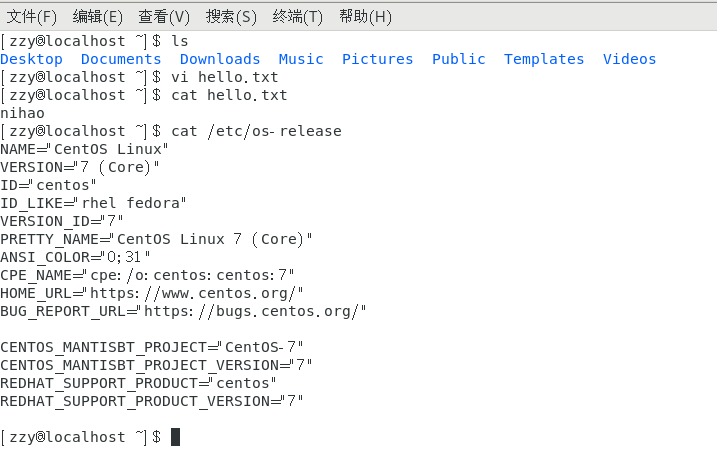 文件(F) 编辑(E) 查看(V) 搜索(S) 终端(T) 帮助(H)
[zzy@localhost ~]$ ls
Desktop  Documents  Downloads  Music  Pictures  Public  Templates  Videos
[zzy@localhost ~]$ vi hello.txt
[zzy@localhost ~]$ cat hello.txt
nihao
[zzy@localhost ~]$ cat /etc/os-release
NAME="CentOS Linux"
VERSION="7 (Core)"
ID="centos"
ID_LIKE="rhel fedora"
VERSION_ID="7"
PRETTY_NAME="CentOS Linux 7 (Core)"
ANSI_COLOR="0;31"
CPE_NAME="cpe:/o:centos:centos:7"
HOME_URL="https://www.centos.org/"
BUG_REPORT_URL="https://bugs.centos.org/"

CENTOS_MANTISBT_PROJECT="CentOS-7"
CENTOS_MANTISBT_PROJECT_VERSION="7"
REDHAT_SUPPORT_PRODUCT="centos"
REDHAT_SUPPORT_PRODUCT_VERSION="7"

[zzy@localhost ~]$